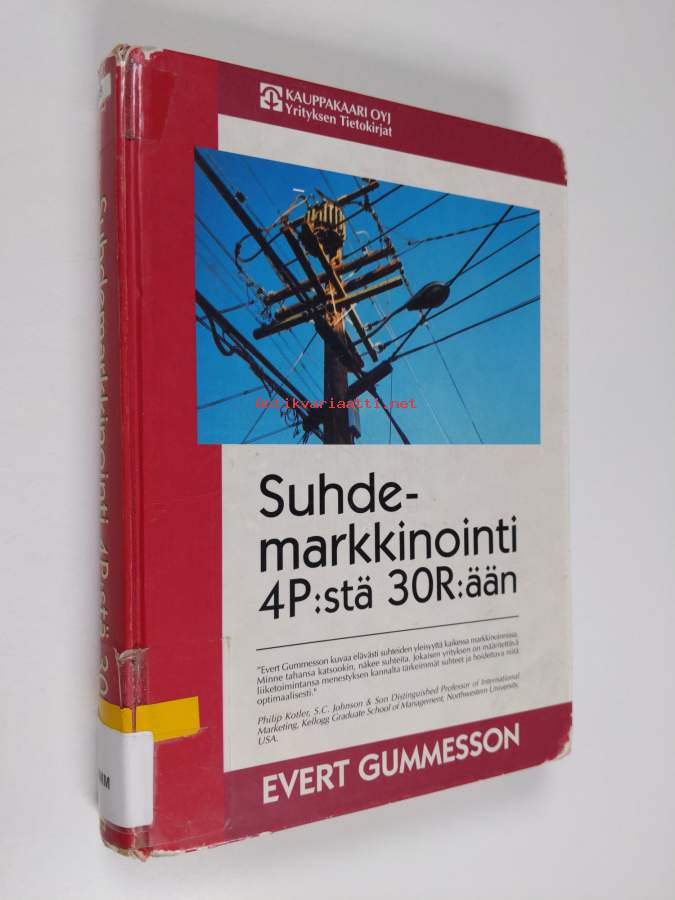 KAUPPAKAARI OYJ
Yrityksen Tietokirjat
antikvariaatti.net
Suhde-
markkinointi
4P:stä 30R:ään
"Evert Gummesson kuvaa elävästi suhteiden yleisyyttä kaikessa markkinoinnissa.
Minne tahansa katsookin, näkee suhteita. Jokaisen yrityksen on määritettävä
liiketoimintansa menestyksen kannalta tärkeimmät suhteet ja hoidettava niitä
optimaalisesti."
Philip Kotler, S.C. Johnson & Son Distinguished Professor of International
Marketing, Kellogg Graduate School of Management, Northwestern University,
USA.
EVERT GUMMESSON
Suhdemarkkinointi 4P:stä 30